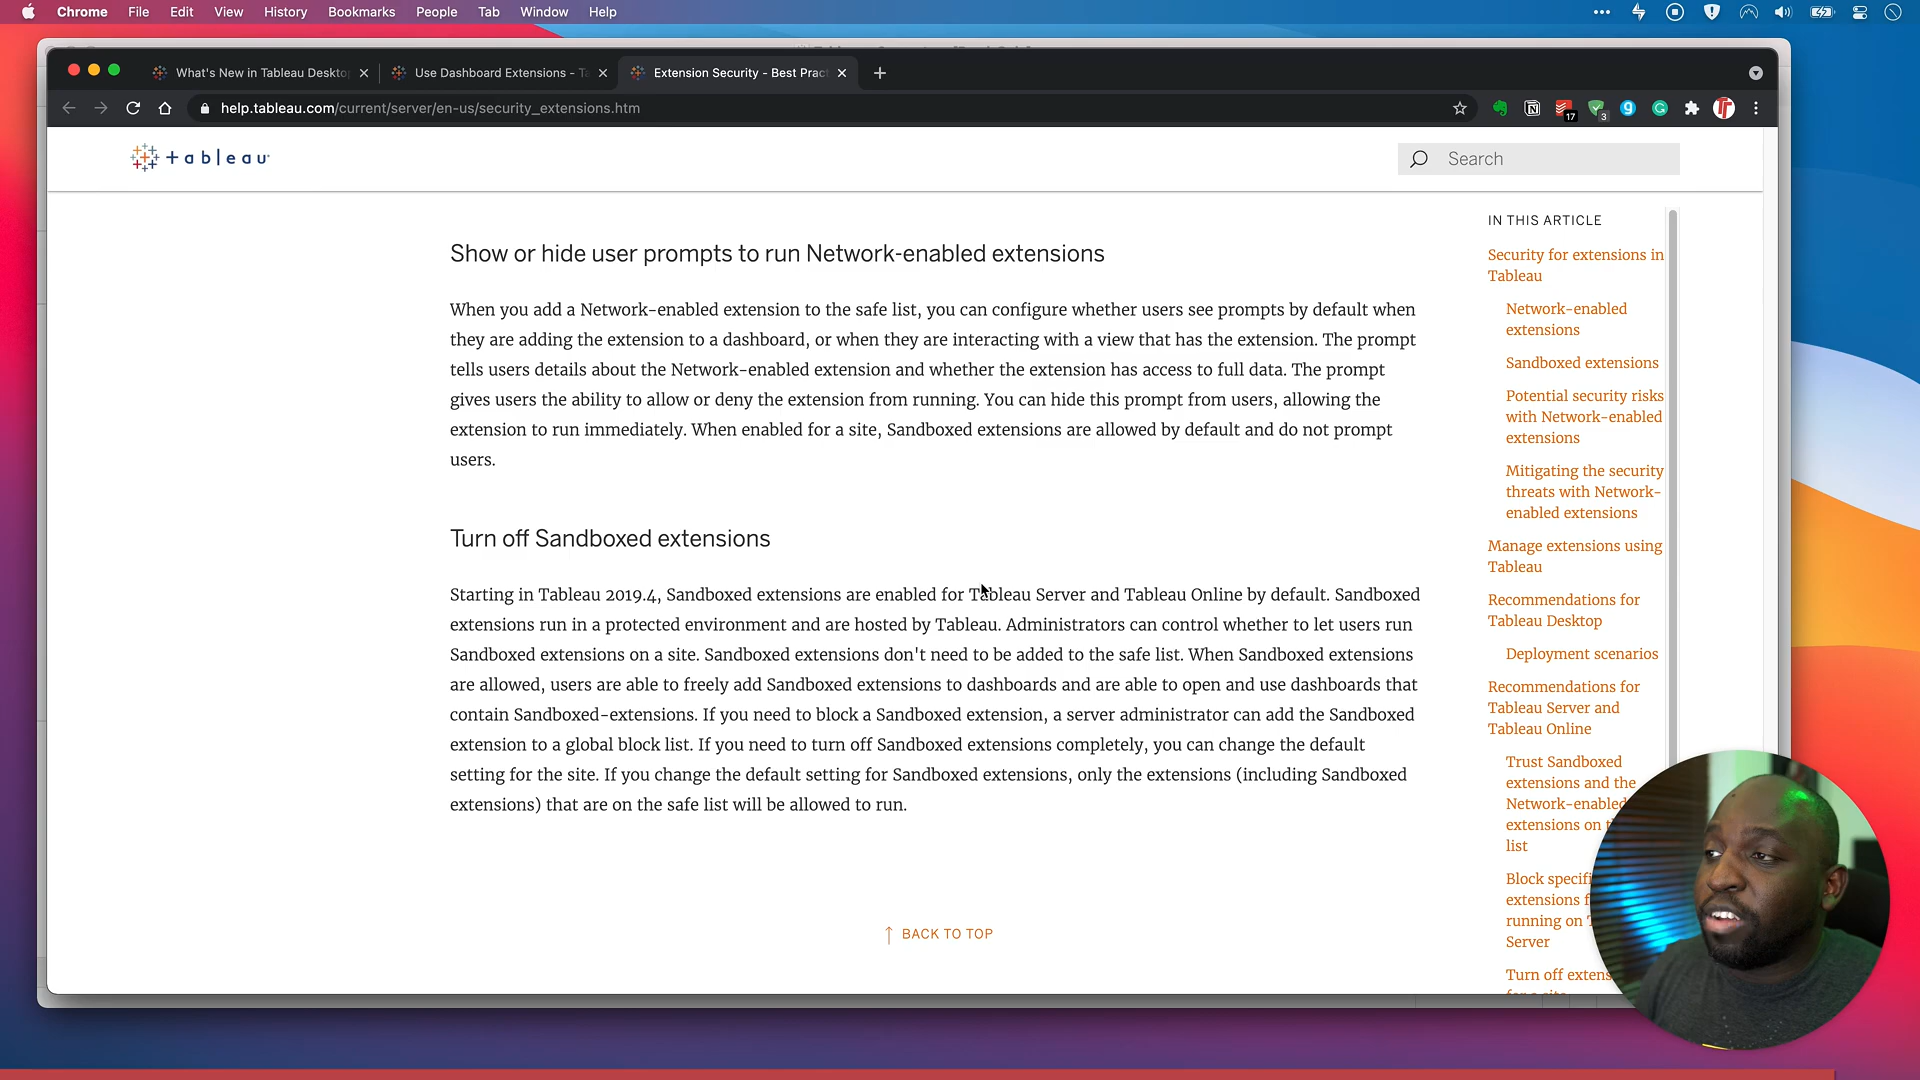 Chrome File Edit View History Bookmarks People Tab Window Help
What's New in Tableau Deskto
Use Dashboard Extensions - Ta
Extension Security - Best Prac
help.tableau.com/current/server/en-us/security_extensions.htm
17
3
+ a b | e a u
Search
Show or hide user prompts to run Network-enabled extensions
When you add a Network-enabled extension to the safe list, you can configure whether users see prompts by default when
they are adding the extension to a dashboard, or when they are interacting with a view that has the extension. The prompt
tells users details about the Network-enabled extension and whether the extension has access to full data. The prompt
gives users the ability to allow or deny the extension from running. You can hide this prompt from users, allowing the
extension to run immediately. When enabled for a site, Sandboxed extensions are allowed by default and do not prompt
users.
Turn off Sandboxed extensions
Starting in Tableau 2019.4, Sandboxed extensions are enabled for Tableau Server and Tableau Online by default. Sandboxed
extensions run in a protected environment and are hosted by Tableau. Administrators can control whether to let users run
Sandboxed extensions on a site. Sandboxed extensions don't need to be added to the safe list. When Sandboxed extensions
are allowed, users are able to freely add Sandboxed extensions to dashboards and are able to open and use dashboards that
contain Sandboxed-extensions. If you need to block a Sandboxed extension, a server administrator can add the Sandboxed
extension to a global block list. If you need to turn off Sandboxed extensions completely, you can change the default
setting for the site. If you change the default setting for Sandboxed extensions, only the extensions (including Sandboxed
extensions) that are on the safe list will be allowed to run.
↑ BACK TO TOP
IN THIS ARTICLE
Security for extensions in
Tableau
Network-enabled
extensions
Sandboxed extensions
Potential security risks
with Network-enabled
extensions
Mitigating the security
threats with Network-
enabled extensions
Manage extensions using
Tableau
Recommendations for
Tableau Desktop
Deployment scenarios
Recommendations for
Tableau Server and
Tableau Online
Trust Sandboxed
extensions and the
Network-enabled
extensions on
list
Block specifi
extensions
running on
Server
Turn off extens